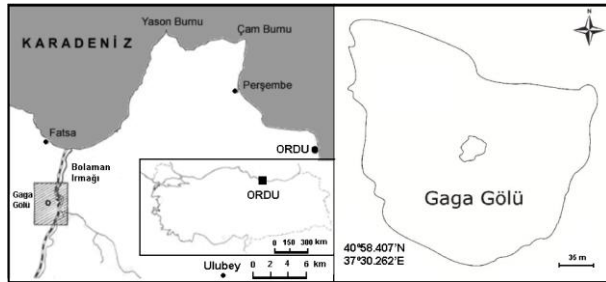 Yason Burnu
Çam Burnu
KARADENİZ
Perşembe
Fatsa
ORDU
Bolaman
Irmağı
Gaga
Gölü
ORDU
0 150 300 km
Ulubey
0 2 4 6
km
N
Gaga Gölü
40°58.407'N
37°30.262'E
35 m